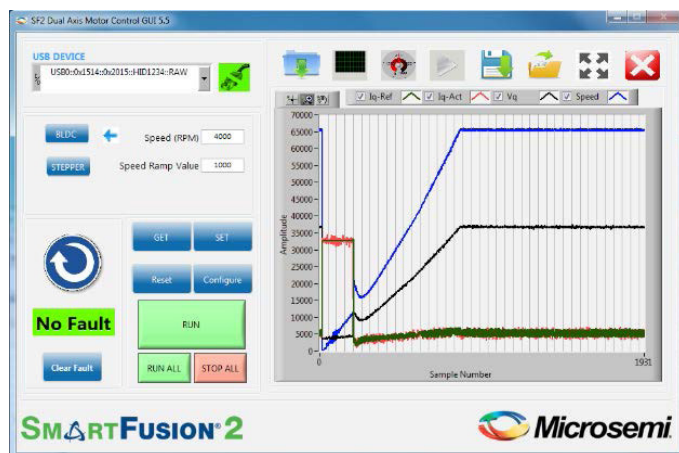 SF2 Dual Axis Motor Control GUI 5.5
USB DEVICE
USB0::0x1514::0x2015::HID1234::RAW
BLDC
Speed (RPM)
4000
STEPPER
Speed Ramp Value
1000
GET
SET
Reset
Configure
No Fault
RUN
Clear Fault
RUN ALL
STOP ALL
Iq-Ref
Iq-Act
Vq
Speed
70000
65000
60000
55000
50000
45000
40000
35000
30000
25000
20000
15000
10000
5000
0
Amplitude
0
1931
Sample Number
SMARTFUSION®2
Microsemi.